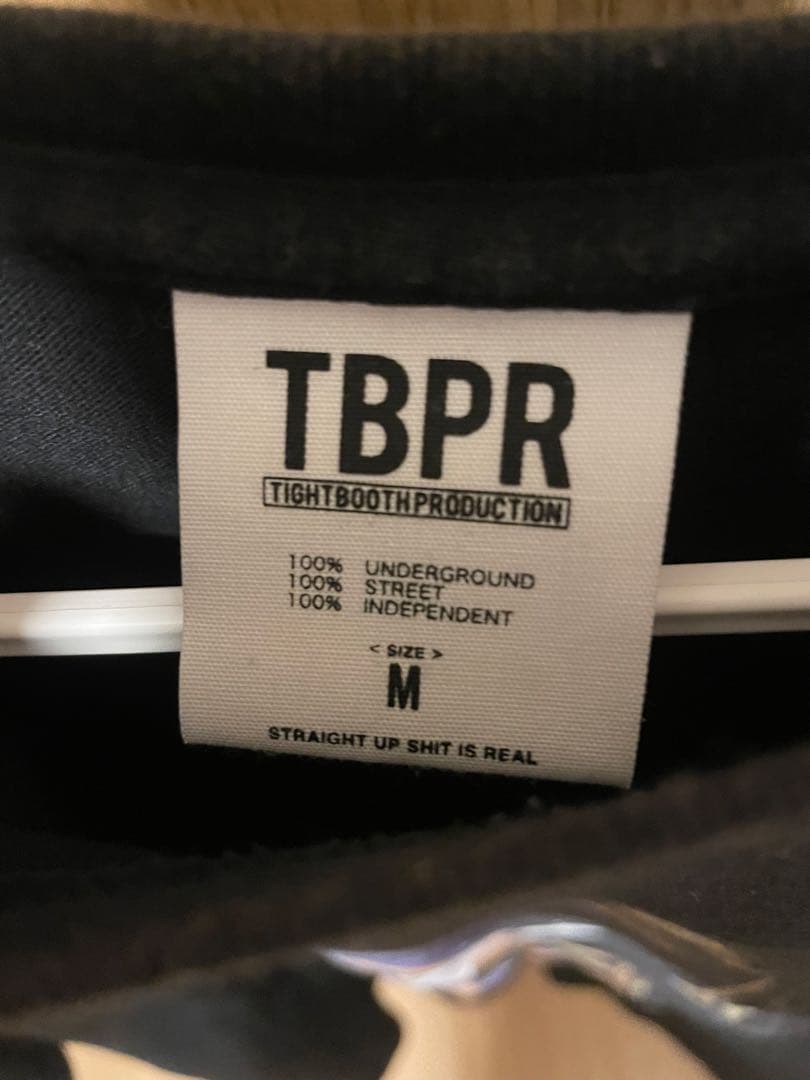 TBPR
TIGHTBOOTHPRODUCTION
100% UNDERGROUND
100% STREET
100% INDEPENDENT
< SIZE >
M
STRAIGHT UP SHIT IS REAL